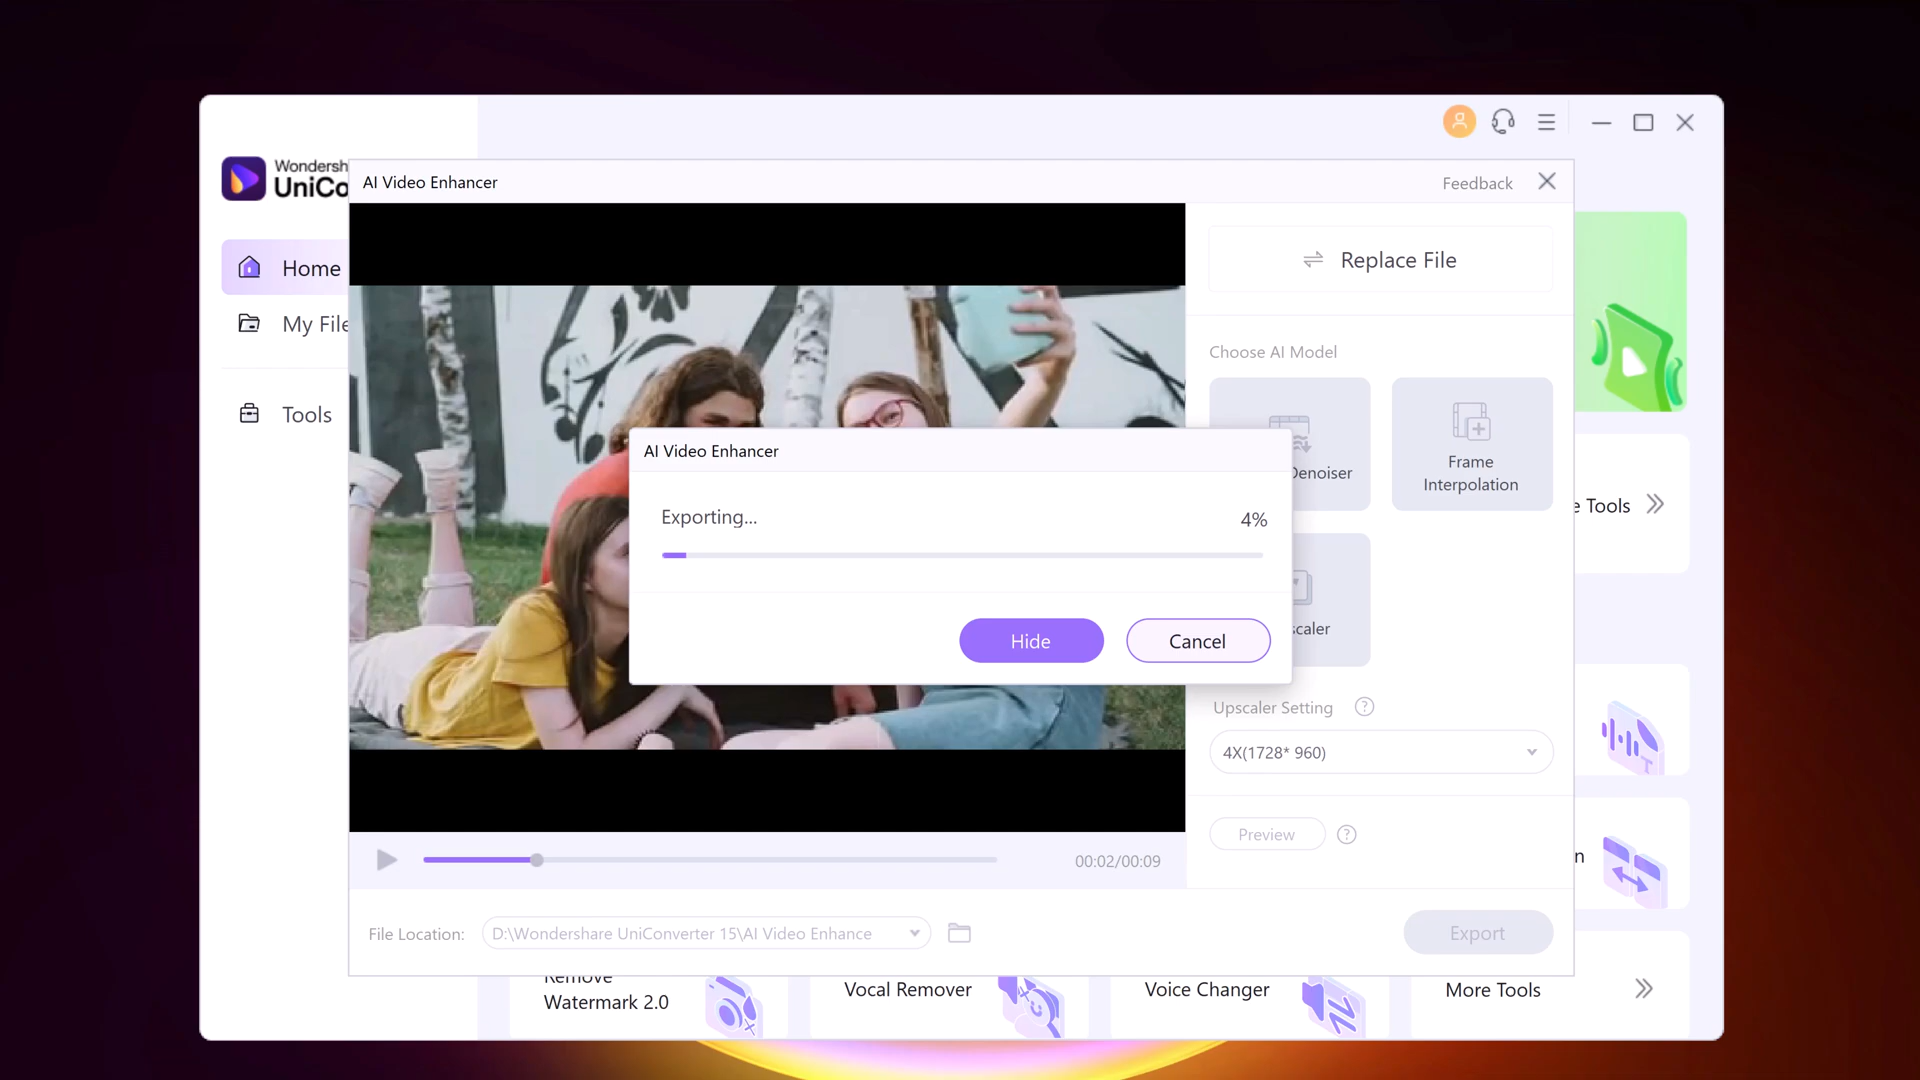 Wondersh
UniCo
AI Video Enhancer
Feedback
Home
My File
Tools
Replace File
Choose AI Model
Denoiser
Frame
Interpolation
AI Video Enhancer
Exporting...
4%
Hide
Cancel
scaler
e Tools
Upscaler Setting
4X(1728* 960)
Preview
n
00:02/00:09
File Location:
D:\Wondershare UniConverter 15\AI Video Enhance
Export
Remove
Watermark 2.0
Vocal Remover
Voice Changer
More Tools